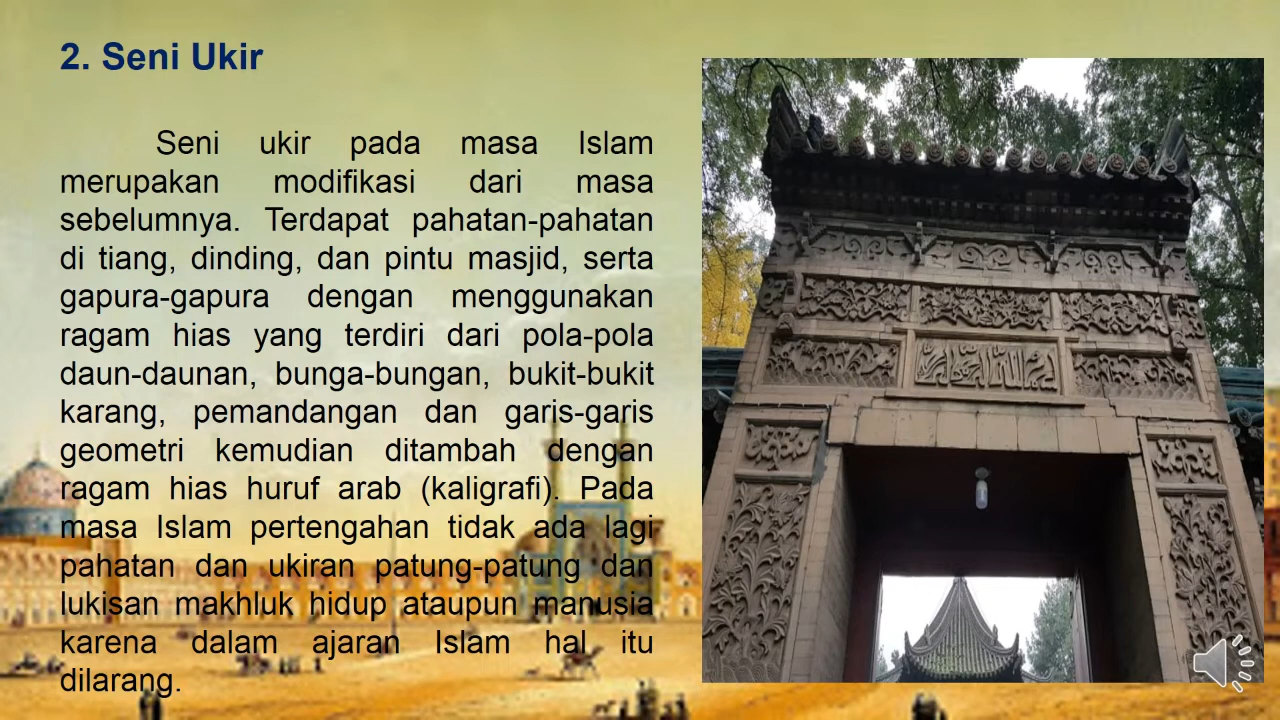 2. Seni Ukir
Seni ukir pada masa Islam
merupakan modifikasi dari masa
sebelumnya. Terdapat pahatan-pahatan
di tiang, dinding, dan pintu masjid, serta
gapura-gapura dengan menggunakan
ragam hias yang terdiri dari pola-pola
daun-daunan, bunga-bungan, bukit-bukit
karang, pemandangan dan garis-garis
geometri kemudian ditambah dengan
ragam hias huruf arab (kaligrafi). Pada
masa Islam pertengahan tidak ada lagi
pahatan dan ukiran patung-patung dan
lukisan makhluk hidup ataupun manusia
karena dalam ajaran Islam hal itu
dilarang.